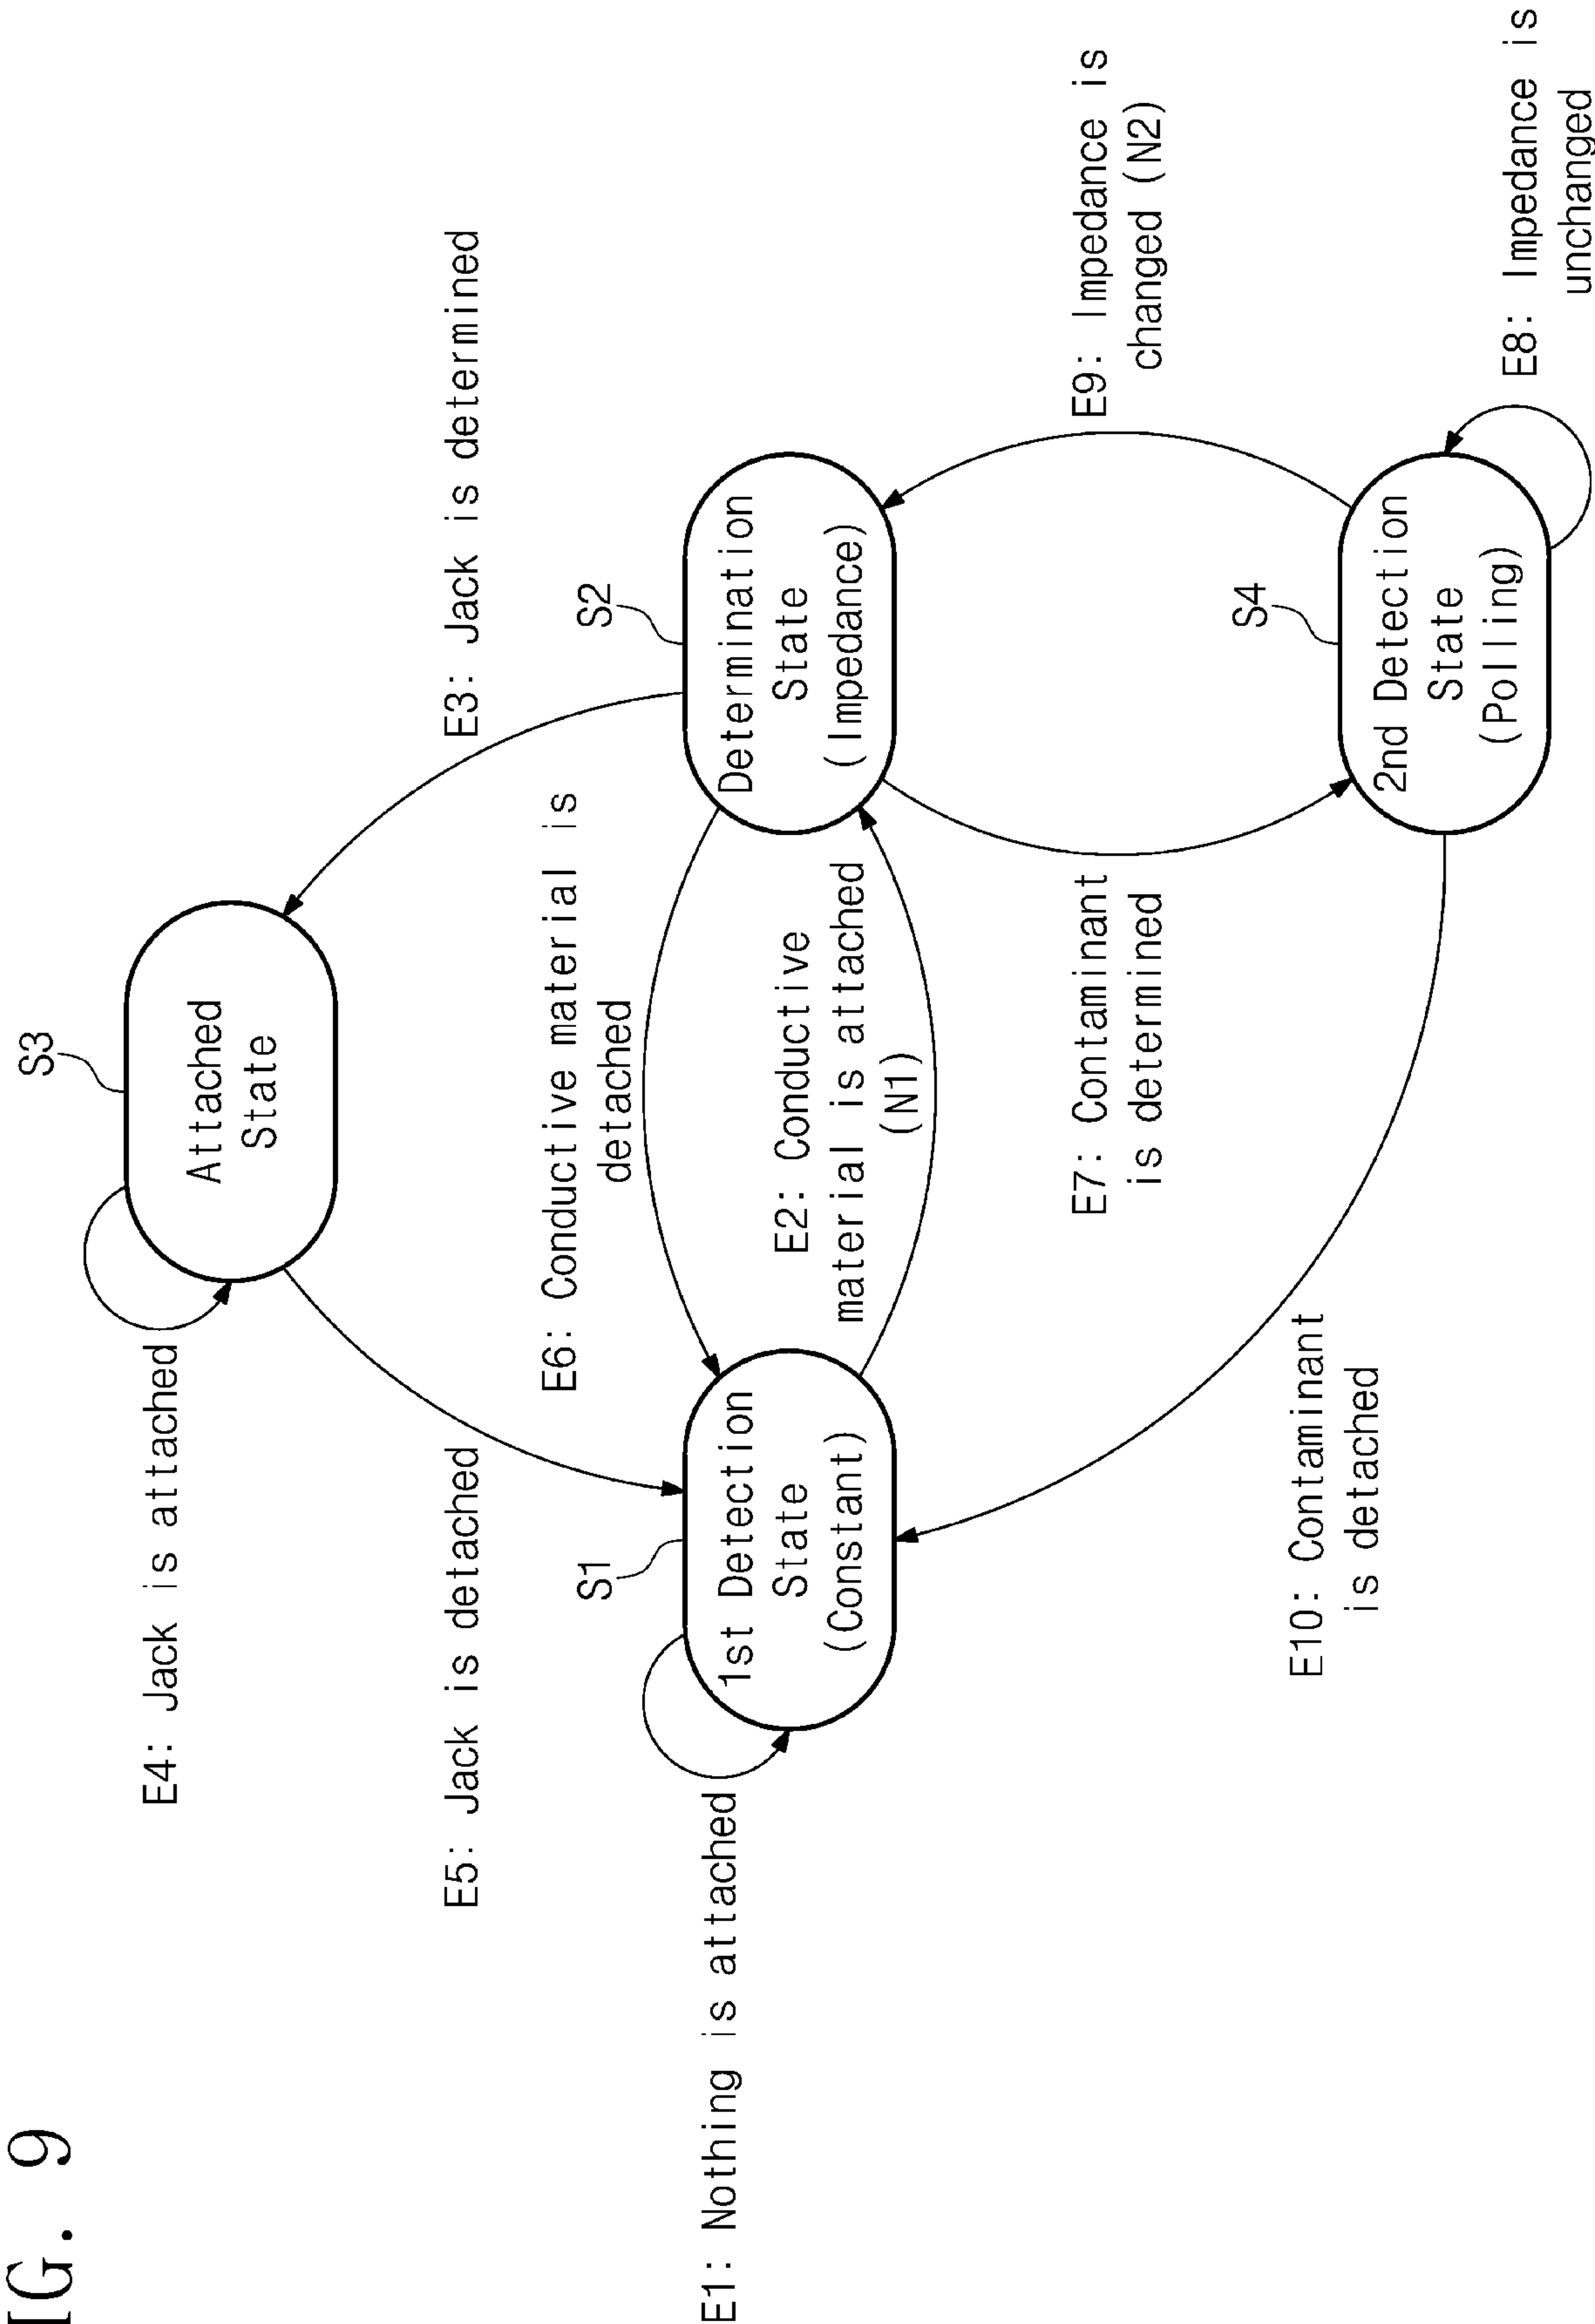 IG. 9
S3
Attached
State
E4: Jack is attached
E3: Jack is determined
E5: Jack is detached
E6: Conductive material is
detached
S1
1st Detection
State
(Constant)
E1: Nothing is attached
S2
Determination
State
(Impedance)
E2: Conductive
material is attached
(N1)
E7: Contaminant
is determined
E9: Impedance is
changed (N2)
E10: Contaminant
is detached
S4
2nd Detection
State
(Polling)
E8: Impedance is
unchanged